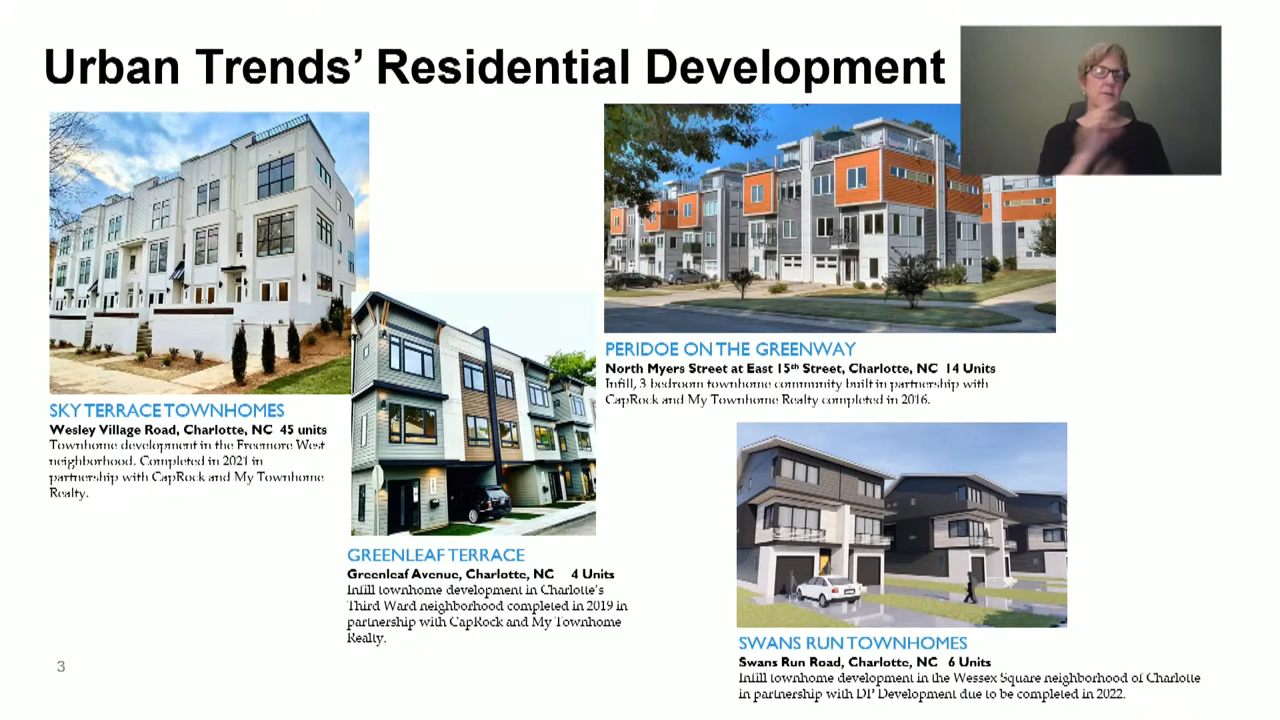 Urban Trends' Residential Development
SKY TERRACE TOWNHOMES
Wesley Village Road, Charlotte, NC 45 units
Townhome development in the Freemore West
neighborhood. Completed in 2021 in
partnership with CapRock and My Townhome
Realty.
GREENLEAF TERRACE
Greenleaf Avenue, Charlotte, NC 4 Units
Infill townhome development in Charlotte's
Third Ward neighborhood completed in 2019 in
partnership with CapRock and My Townhome
Realty.
PERIDOE ON THE GREENWAY
North Myers Street at East 15th Street, Charlotte, NC 14 Units
Infill, 3 bedroom townhome community built in partnership with
CapRock and My Townhome Realty completed in 2016.
SWANS RUN TOWNHOMES
Swans Run Road, Charlotte, NC 6 Units
Infill townhome development in the Wessex Square neighborhood of Charlotte
in partnership with DP Development due to be completed in 2022.
3